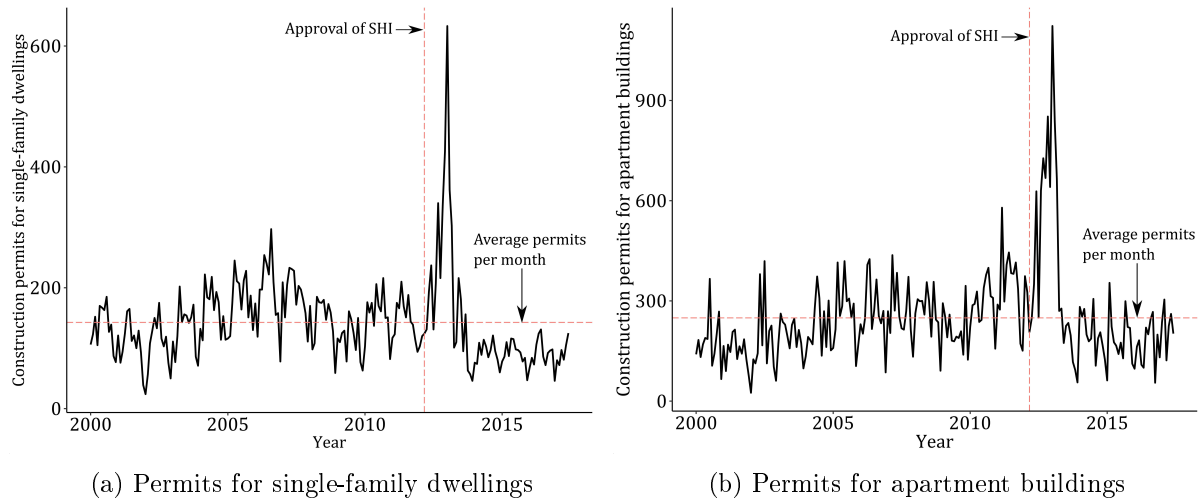 Construction permits for single-family dwellings
600
400
200
0
Approval of SHI
Average permits
per month
2000
2005
2010
2015
Year
(a) Permits for single-family dwellings
Construction permits for apartment buildings
900
600
300
0
Approval of SHI
Average permits
per month
2000
2005
2010
2015
Year
(b) Permits for apartment buildings